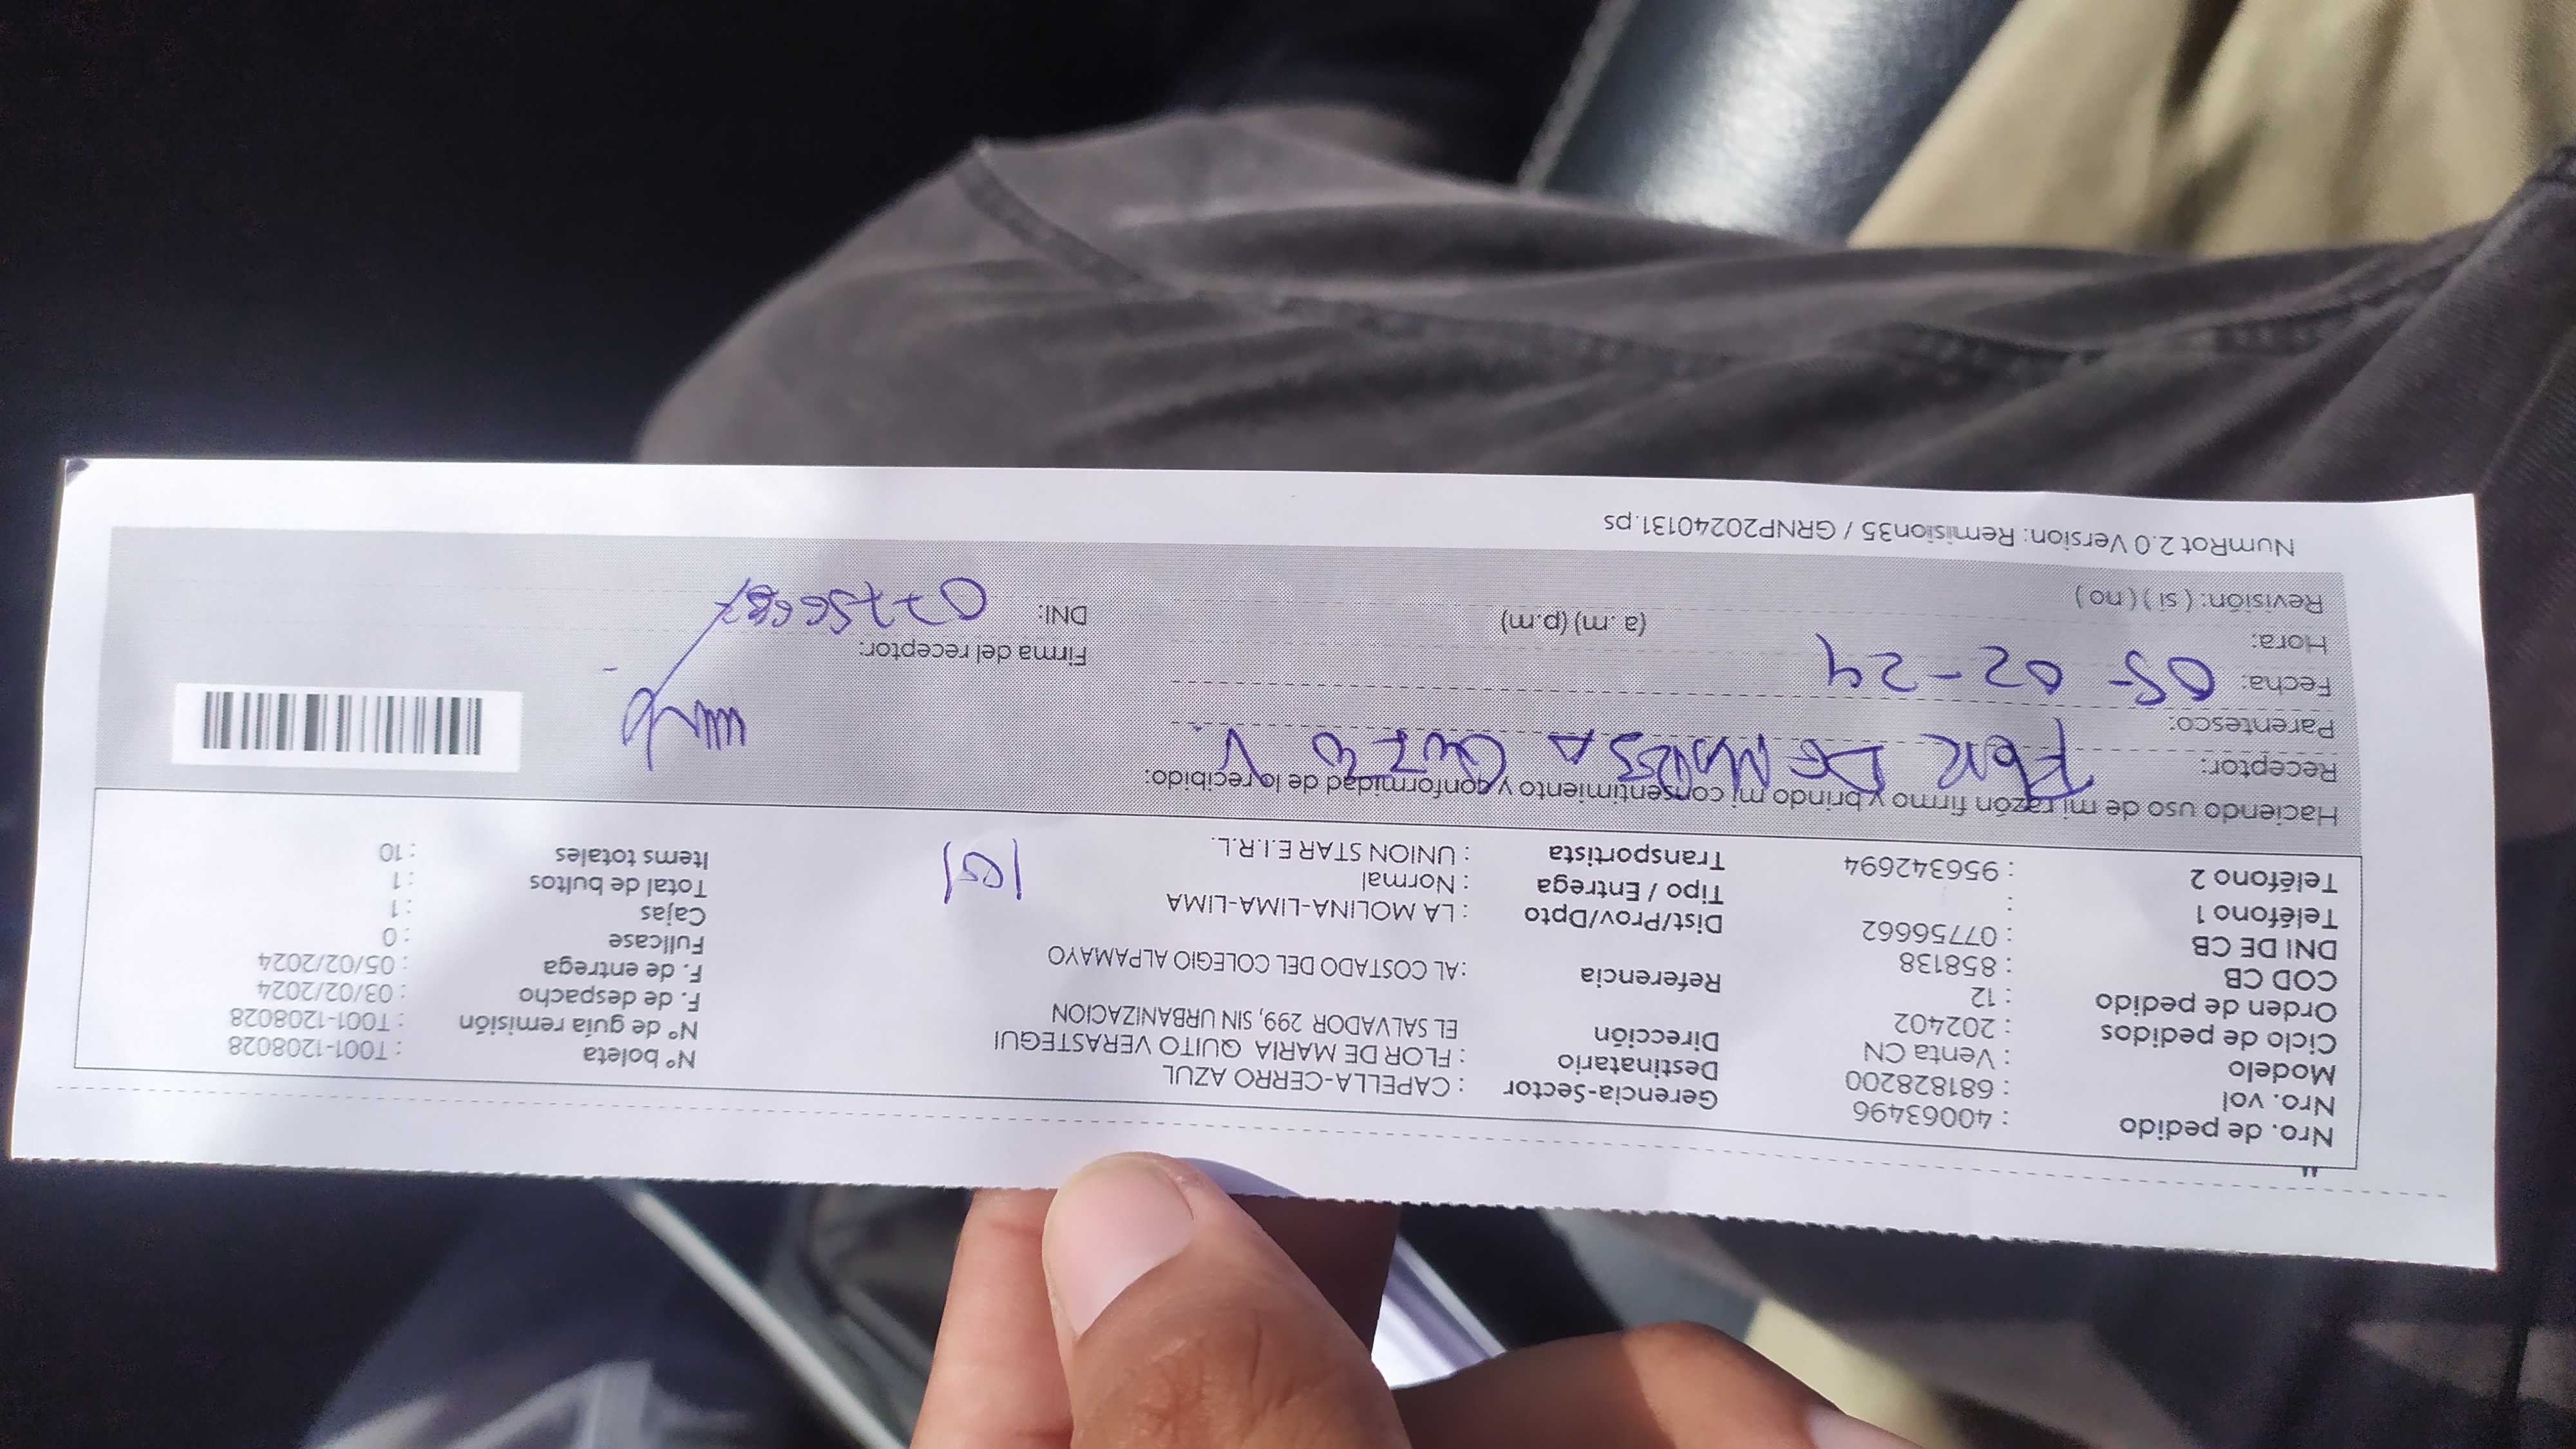 Nro. de pedido : 40063496
Nro. vol : 681828200
Modelo : Venta CN
Ciclo de pedidos : 202402
Orden de pedido : 12
COD CB : 858138
DNI DE CB : 07756662
Teléfono 1 :
Teléfono 2 : 956342694
Gerencia-Sector : CAPELLA-CERRO AZUL
Destinatario : FLOR DE MARIA QUITO VERASTEGUI
Dirección EL SALVADOR 299, SIN URBANIZACION
Referencia : AL COSTADO DEL COLEGIO ALPAMAYO
Dist/Prov/Dpto : LA MOLINA-LIMA-LIMA
Tipo / Entrega : Normal
Transportista : UNION STAR E.I.R.L.
N° boleta : T001-1208028
N° de guía remisión : T001-1208028
F. de despacho : 03/02/2024
F. de entrega : 05/02/2024
Fullcase : 0
Cajas : 1
Total de bultos : 1
Items totales : 10
Haciendo uso de mi razón firmo y brindo mi consentimiento y conformidad de lo recibido:
Receptor: DE V.
Parentesco:
Fecha: 05-02-24
Hora: (a.m) (p.m)
Revisión: (si) (no)
Firma del receptor:
DNI:
NumRot 2.0 Version: Remision35 / GRNP20240131.ps